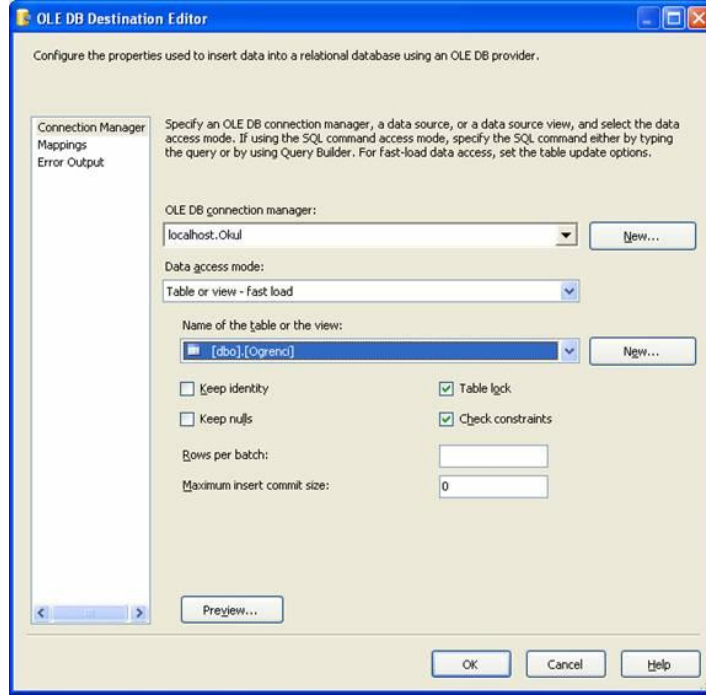 OLE DB Destination Editor
Configure the properties used to insert data into a relational database using an OLE DB provider.
Connection Manager
Mappings
Error Output
Specify an OLE DB connection manager, a data source, or a data source view, and select the data
access mode. If using the SQL command access mode, specify the SQL command either by typing
the query or by using Query Builder. For fast-load data access, set the table update options.
OLE DB connection manager:
localhost.Okul
New...
Data access mode:
Table or view - fast load
Name of the table or the view:
[dbo].[Ogrenci]
New...
Keep identity
Table lock
Keep nulls
Check constraints
Rows per batch:
Maximum insert commit size:
0
Preview...
OK
Cancel
Help